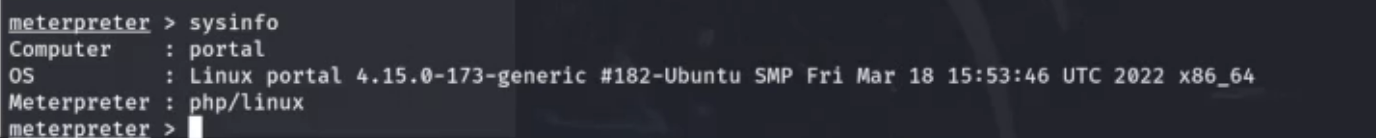 meterpreter > sysinfo
Computer    : portal
OS          : Linux portal 4.15.0-173-generic #182-Ubuntu SMP Fri Mar 18 15:53:46 UTC 2022 x86_64
Meterpreter : php/linux
meterpreter >